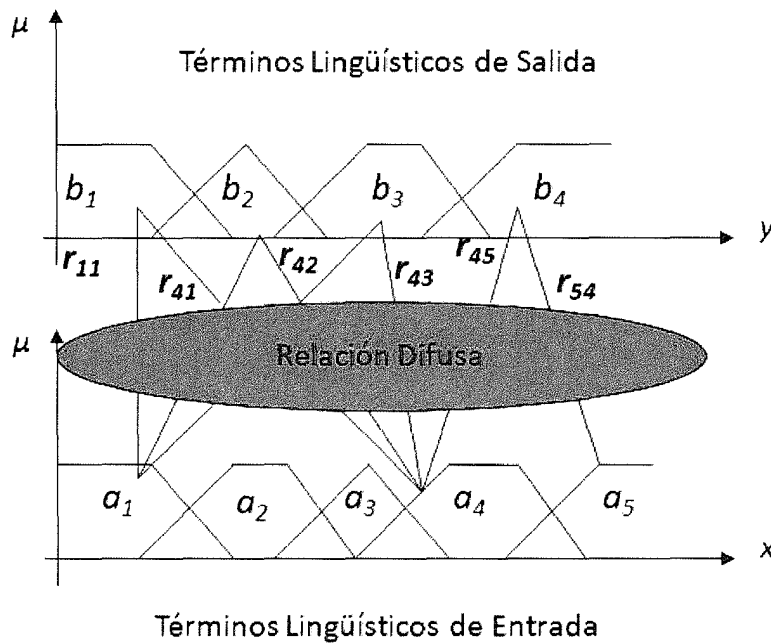 μ
Términos Lingüísticos de Salida
b1 b2 b3 b4
y
r11 r41 r42 r43 r45 r54
μ
Relación Difusa
a1 a2 a3 a4 a5
x
Términos Lingüísticos de Entrada